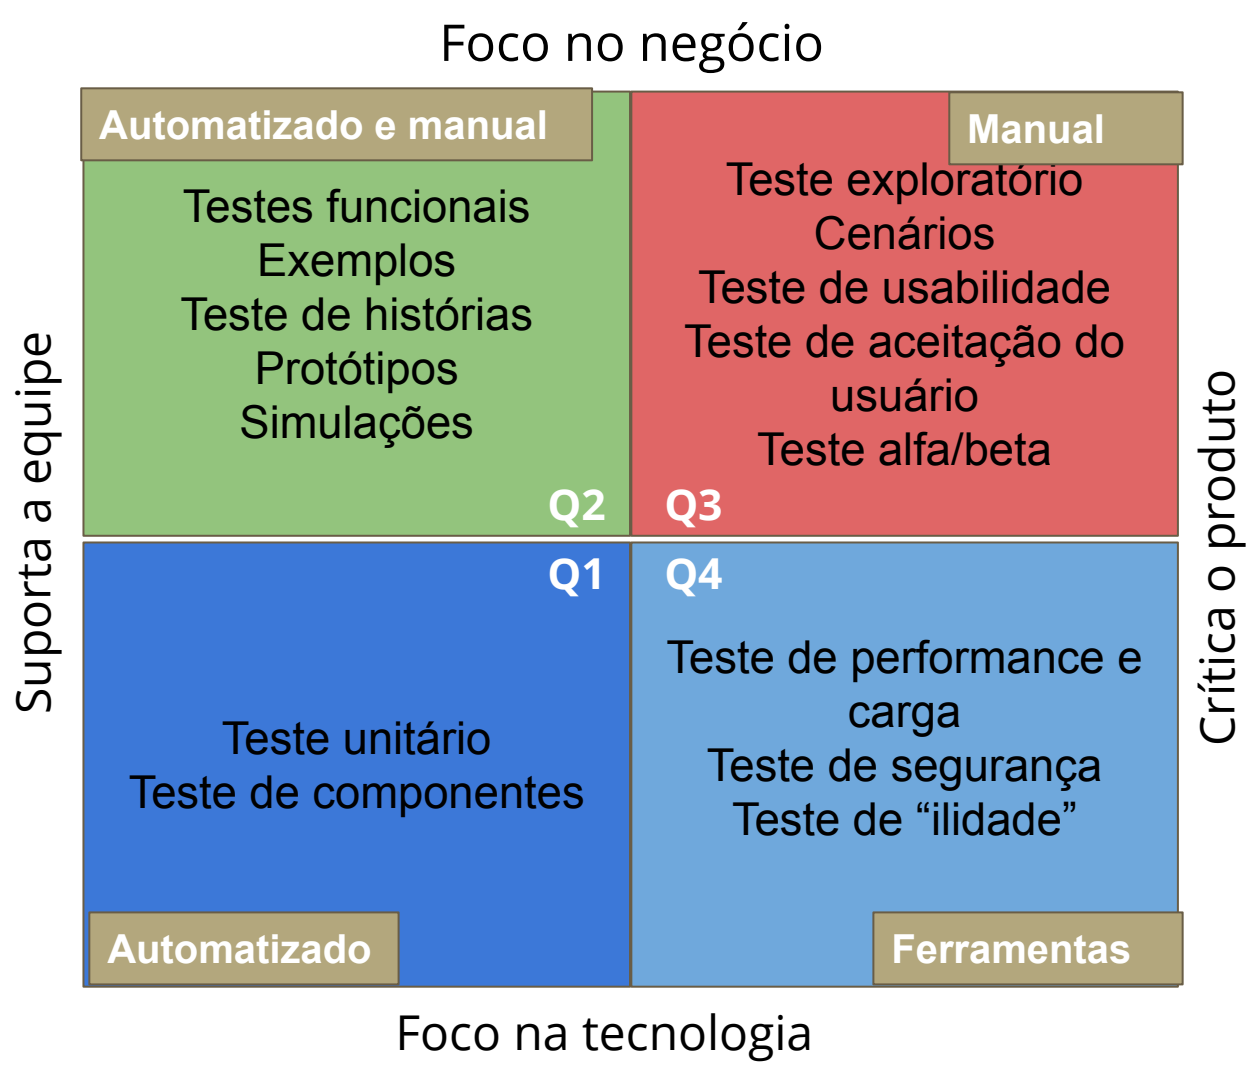 Foco no negócio
Automatizado e manual
Testes funcionais
Exemplos
Teste de histórias
Protótipos
Simulações
Q2
Manual
Teste exploratório
Cenários
Teste de usabilidade
Teste de aceitação do
usuário
Teste alfa/beta
Q3
Suporta a equipe
Crítica o produto
Q1
Teste unitário
Teste de componentes
Automatizado
Q4
Teste de performance e
carga
Teste de segurança
Teste de “ilidade”
Ferramentas
Foco na tecnologia